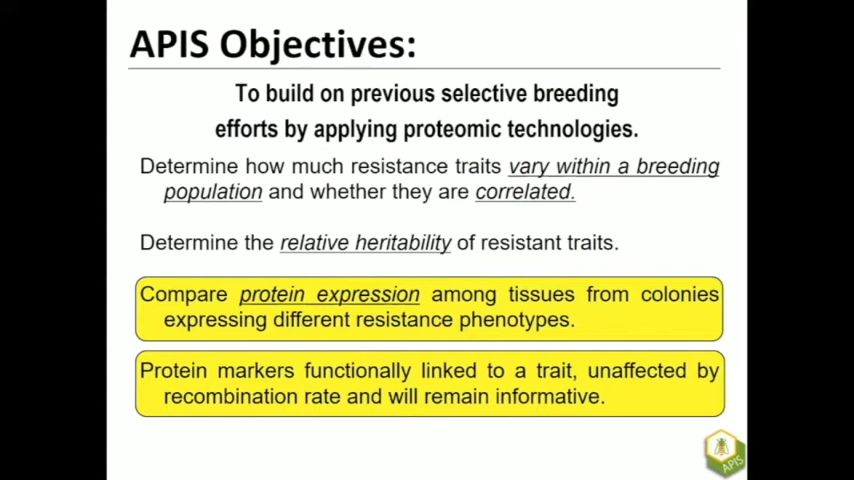 APIS Objectives:
To build on previous selective breeding
efforts by applying proteomic technologies.
Determine how much resistance traits vary within a breeding
population and whether they are correlated.
Determine the relative heritability of resistant traits.
Compare protein expression among tissues from colonies
expressing different resistance phenotypes.
Protein markers functionally linked to a trait, unaffected by
recombination rate and will remain informative.
APIS